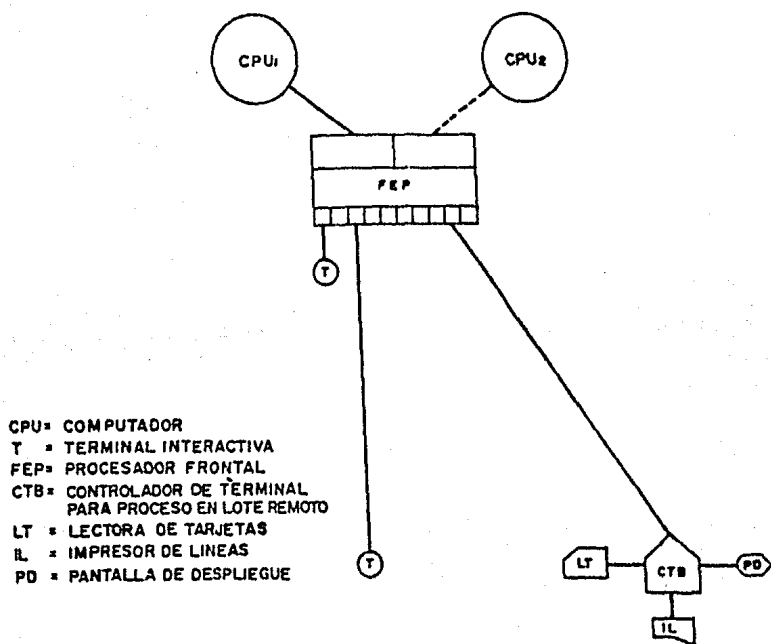 CPU1
CPU2
FEP
T
T
CPU= COMPUTADOR
T = TERMINAL INTERACTIVA
FEP= PROCESADOR FRONTAL
CTB= CONTROLADOR DE TERMINAL
PARA PROCESO EN LOTE REMOTO
LT = LECTORA DE TARJETAS
IL = IMPRESOR DE LINEAS
PD = PANTALLA DE DESPLIEGUE
LT
CTB
PD
IL